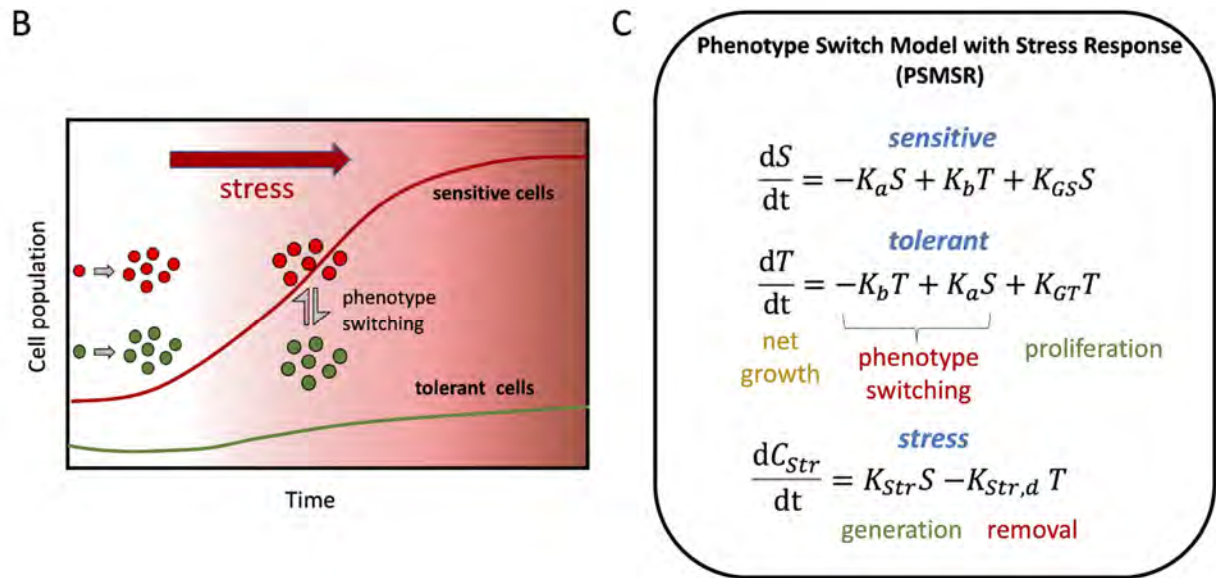 B
stress
sensitive cells
phenotype
switching
tolerant cells
Cell population
Time
C
Phenotype Switch Model with Stress Response
(PSMSR)
sensitive
dS/dt = −K_a S + K_b T + K_GS S
tolerant
dT/dt = −K_b T + K_a S + K_GT T
net
growth
phenotype
switching
proliferation
stress
dC_Str/dt = K_Str S −K_Str,d T
generation removal